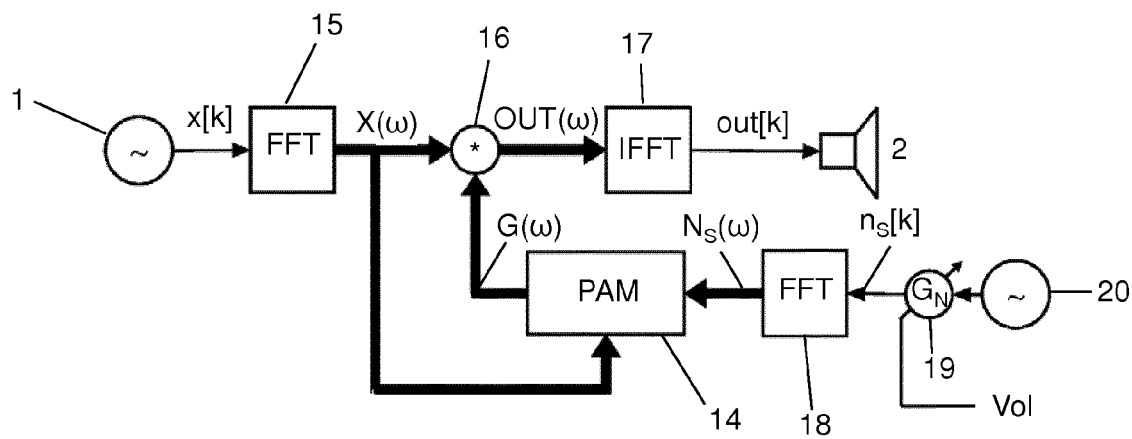 15
16
17
1
x[k]
FFT
X(ω)
*
OUT(ω)
IFFT
out[k]
2
~
G(ω)
N_S(ω)
n_S[k]
PAM
FFT
G_N
~
20
19
14
18
Vol